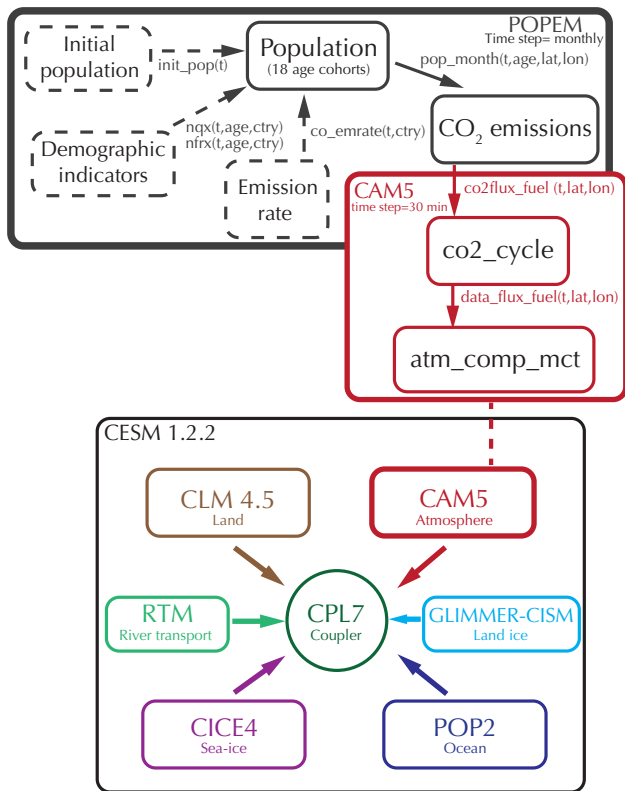 POPEM
Time step= monthly
Initial
population
init_pop(t)
Population
(18 age cohorts)
pop_month(t,age,lat,lon)
nqx(t,age,ctry)
nfrx(t,age,ctry)
co_emrate(t,ctry)
CO2 emissions
Demographic
indicators
Emission
rate
CAM5
time step=30 min
co2flux_fuel (t,lat,lon)
co2_cycle
data_flux_fuel(t,lat,lon)
atm_comp_mct
CESM 1.2.2
CLM 4.5
Land
CAM5
Atmosphere
RTM
River transport
CPL7
Coupler
GLIMMER-CISM
Land ice
CICE4
Sea-ice
POP2
Ocean